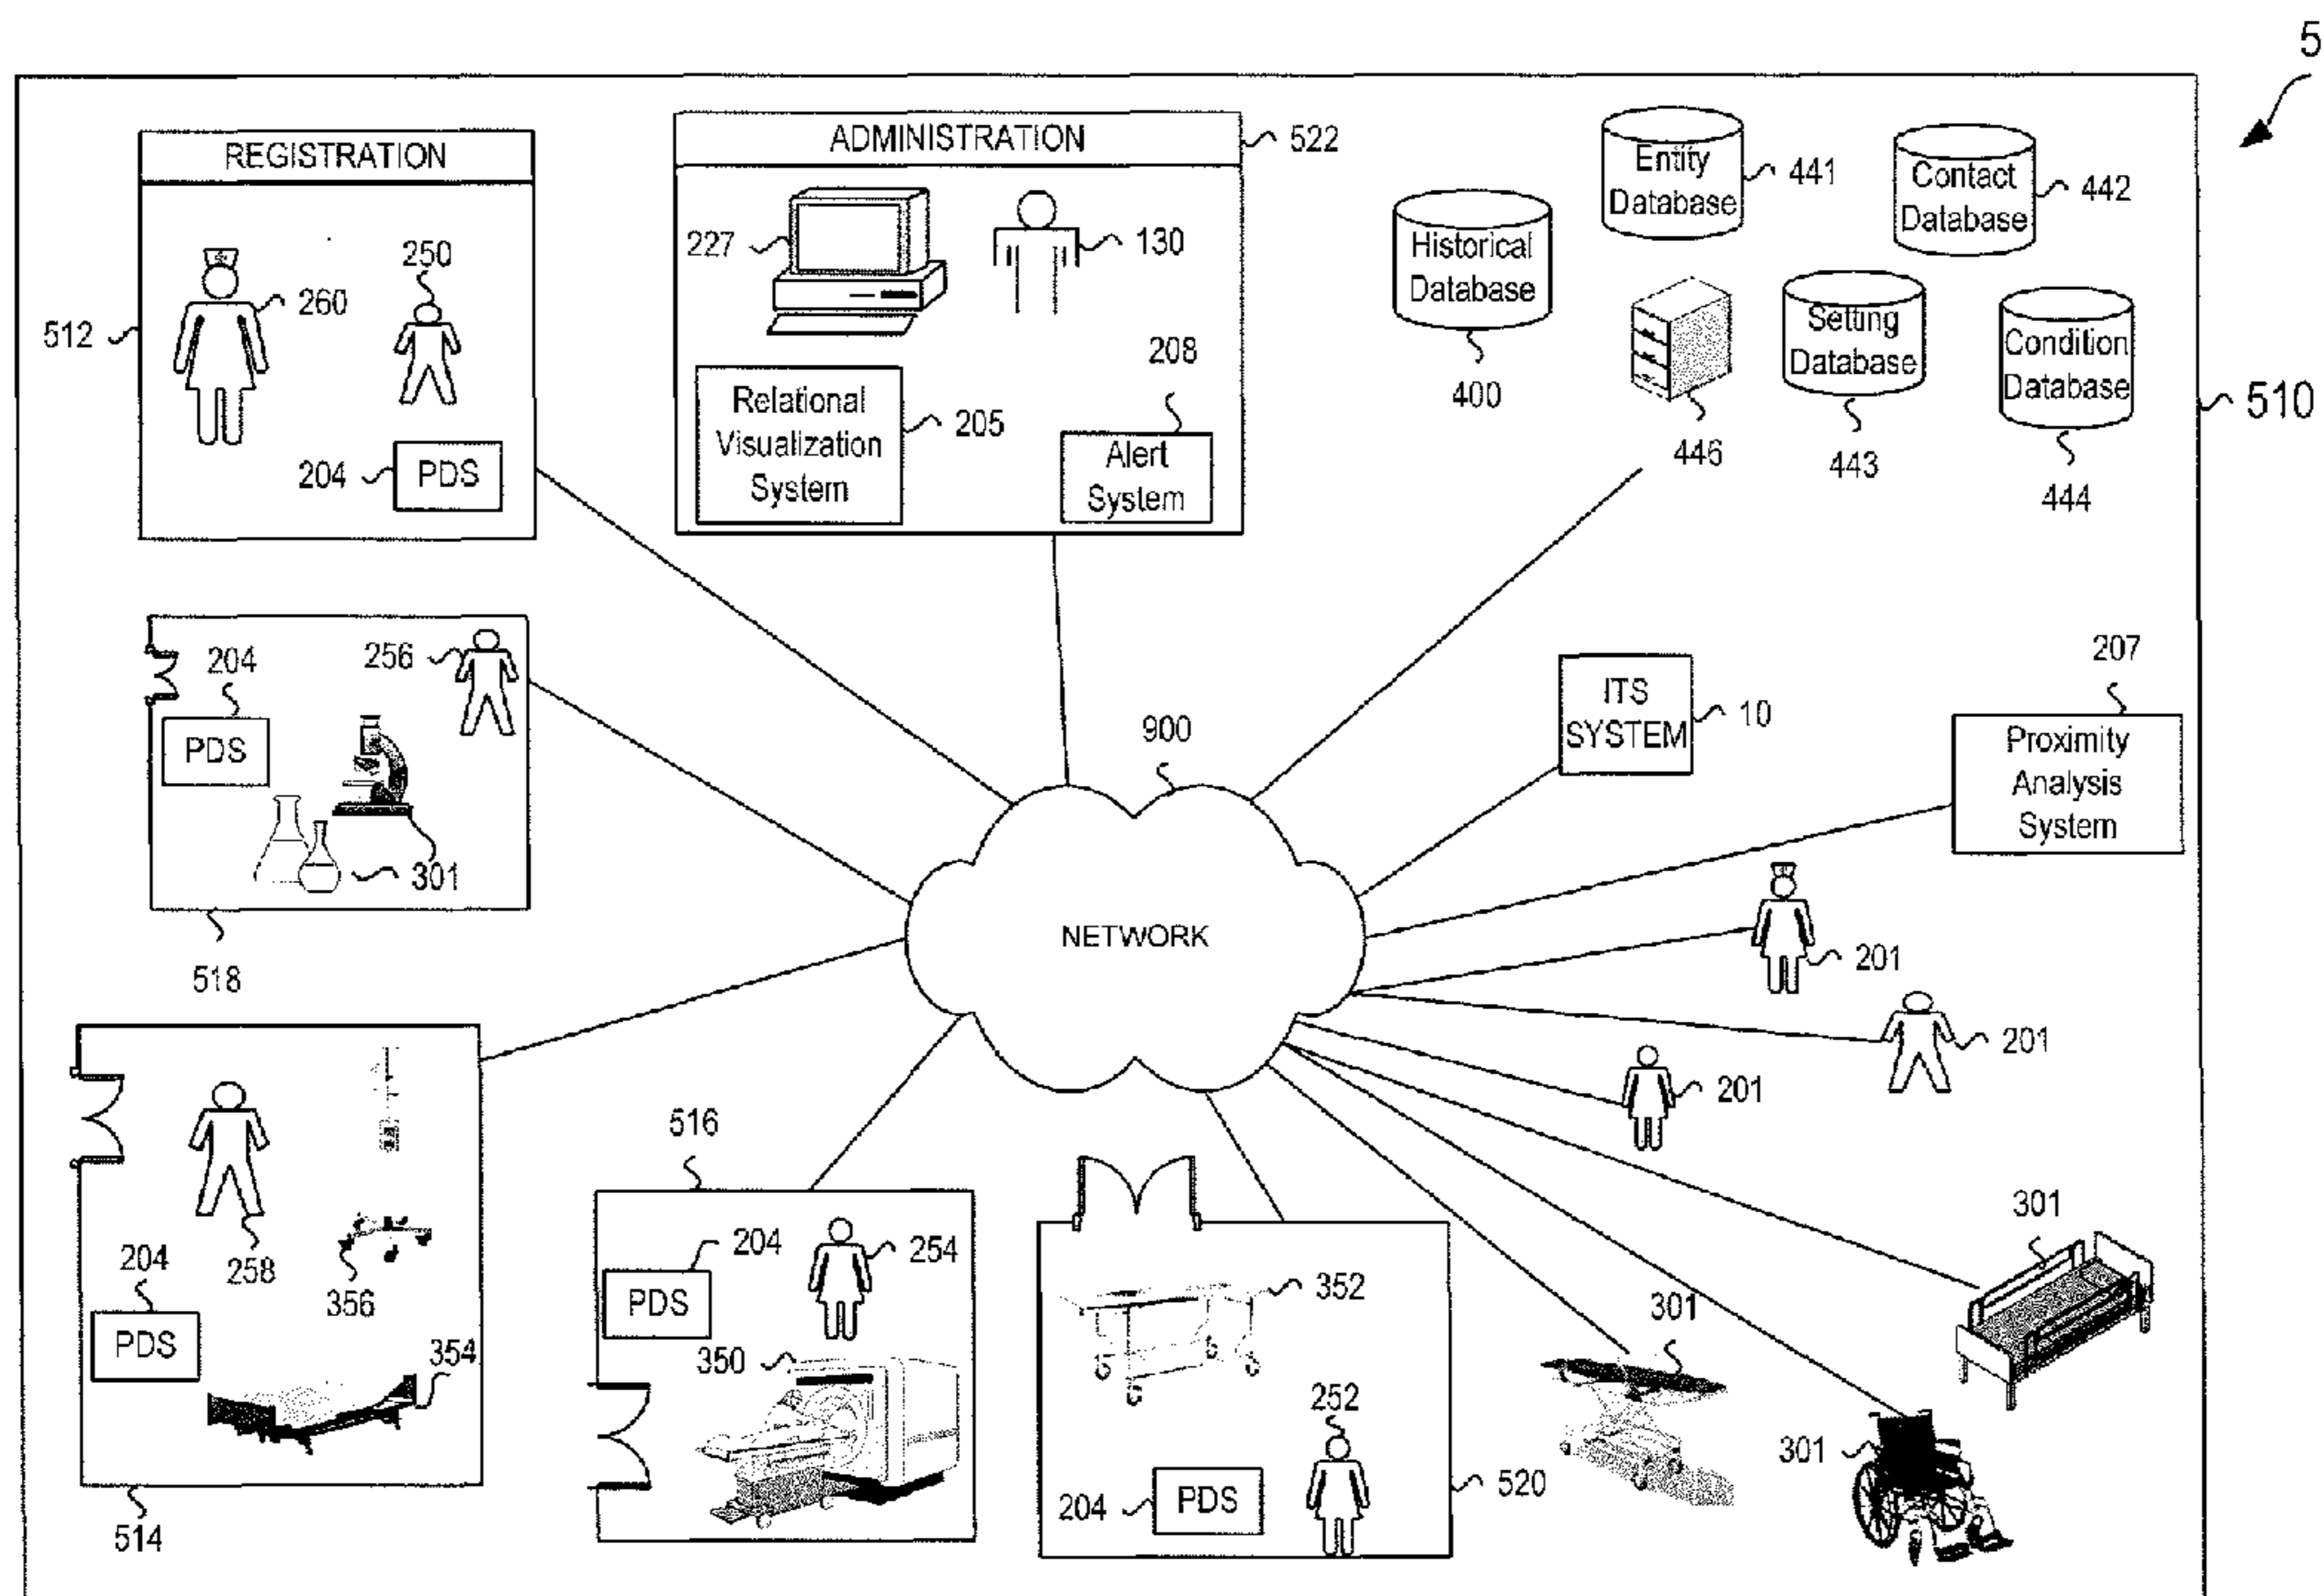 5
REGISTRATION
260
250
512
204
PDS
ADMINISTRATION
522
227
130
208
Relational
Visualization
System
205
Alert
System
Historical
Database
400
Entity
Database
441
Contact
Database
442
446
Setting
Database
443
Condition
Database
444
510
204
256
PDS
301
518
900
NETWORK
ITS
SYSTEM
10
207
Proximity
Analysis
System
201
201
201
258
356
204
PDS
354
514
516
204
PDS
254
350
352
252
204
PDS
520
301
301
301